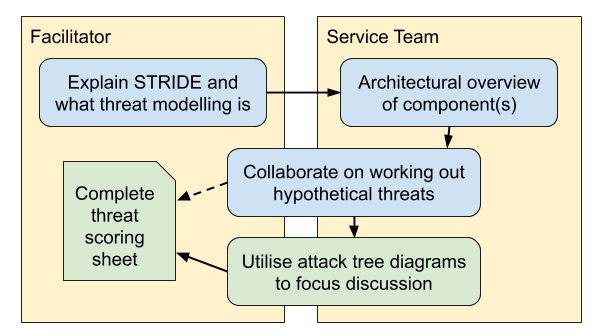 Facilitator
Service Team
Explain STRIDE and
what threat modelling is
Architectural overview
of component(s)
Collaborate on working out
hypothetical threats
Complete
threat
scoring
sheet
Utilise attack tree diagrams
to focus discussion